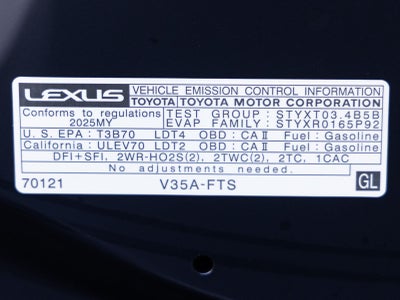 LEXUS VEHICLE EMISSION CONTROL INFORMATION
TOYOTA TOYOTA MOTOR CORPORATION
Conforms to regulations TEST GROUP : STYXT03.4B5B
2025MY EVAP FAMILY: STYXR0165P92
U. S. EPA : T3B70 LDT4 OBD : CA II Fuel: Gasoline
California: ULEV70 LDT2 OBD : CA II Fuel: Gasoline
DFI+SFI, 2WR-HO2S(2), 2TWC(2), 2TC, 1CAC
No adjustments needed.
70121 V35A-FTS GL